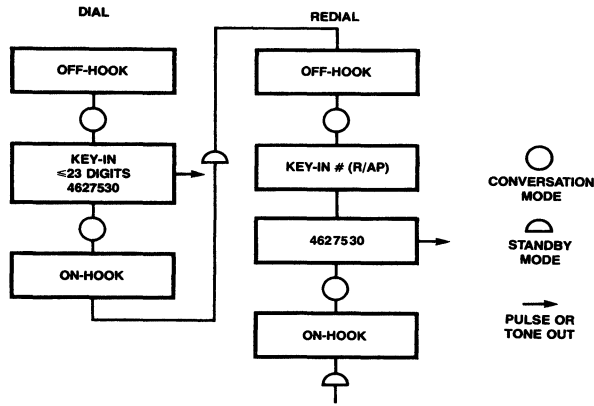 DIAL
OFF-HOOK
KEY-IN
≤23 DIGITS
4627530
ON-HOOK
REDIAL
OFF-HOOK
KEY-IN # (R/AP)
4627530
ON-HOOK
CONVERSATION
MODE
STANDBY
MODE
PULSE OR
TONE OUT